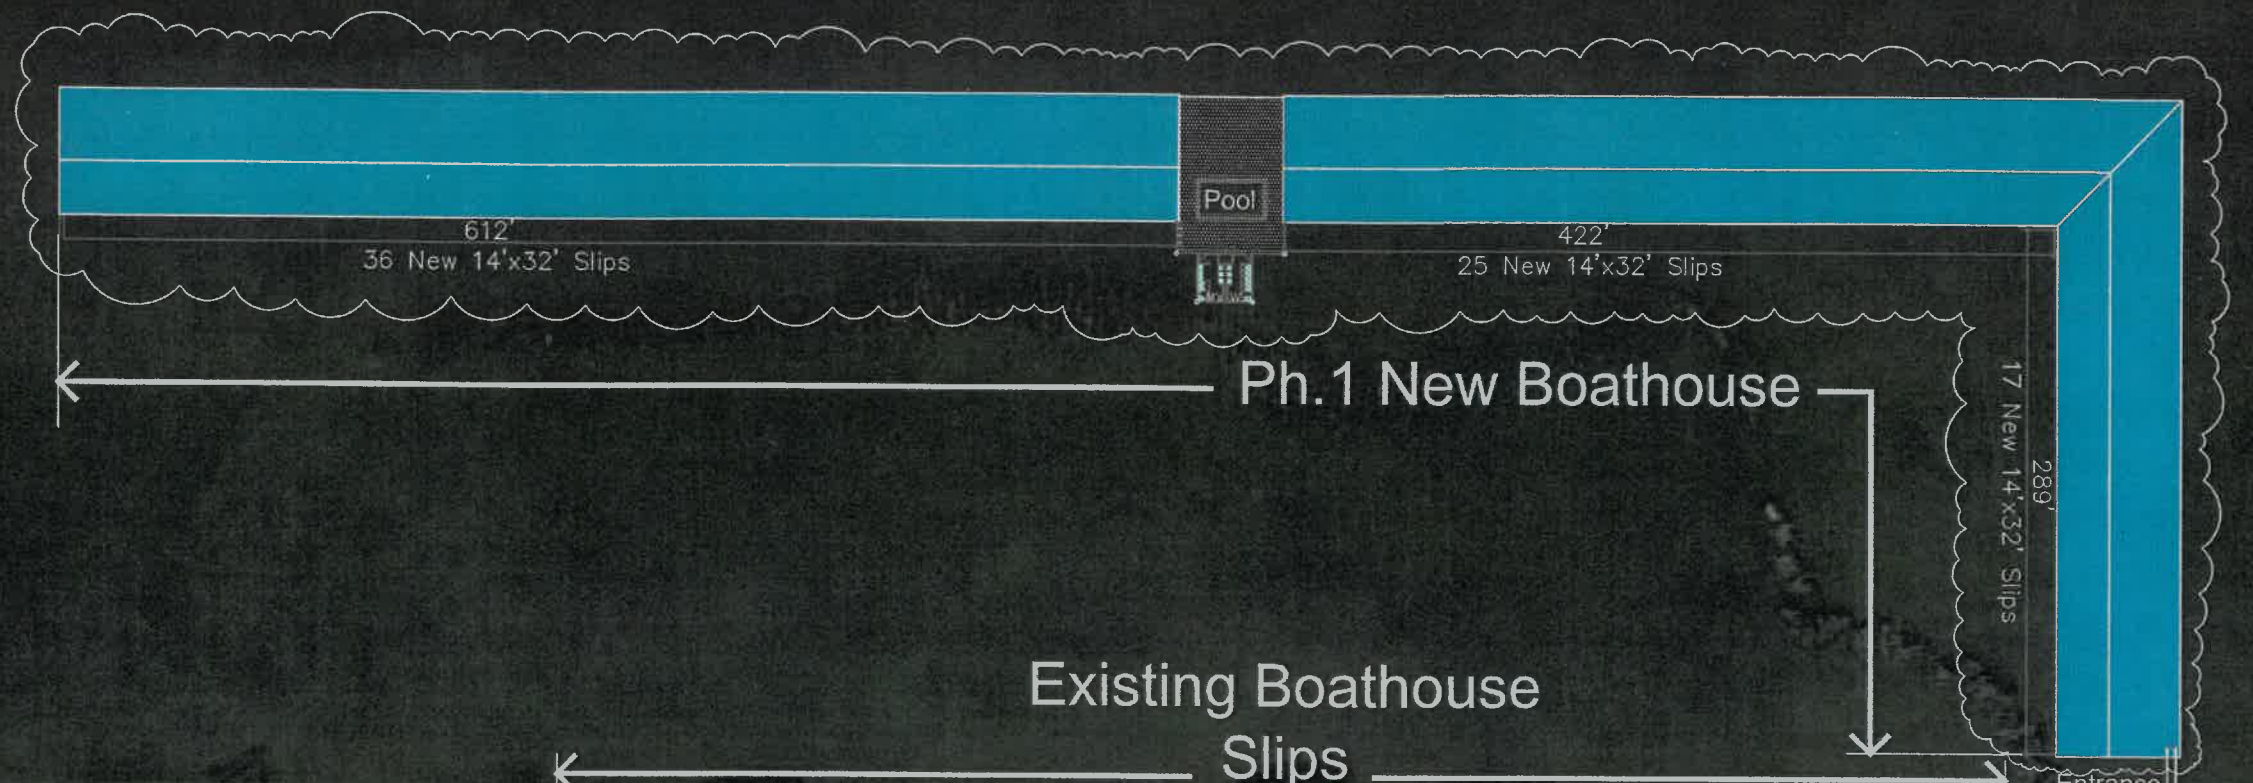 Pool
612'
36 New 14'x32' Slips
422'
25 New 14'x32' Slips
Ph.1 New Boathouse
17 New 14'x32' Slips
289'
Existing Boathouse
Slips
Entrance